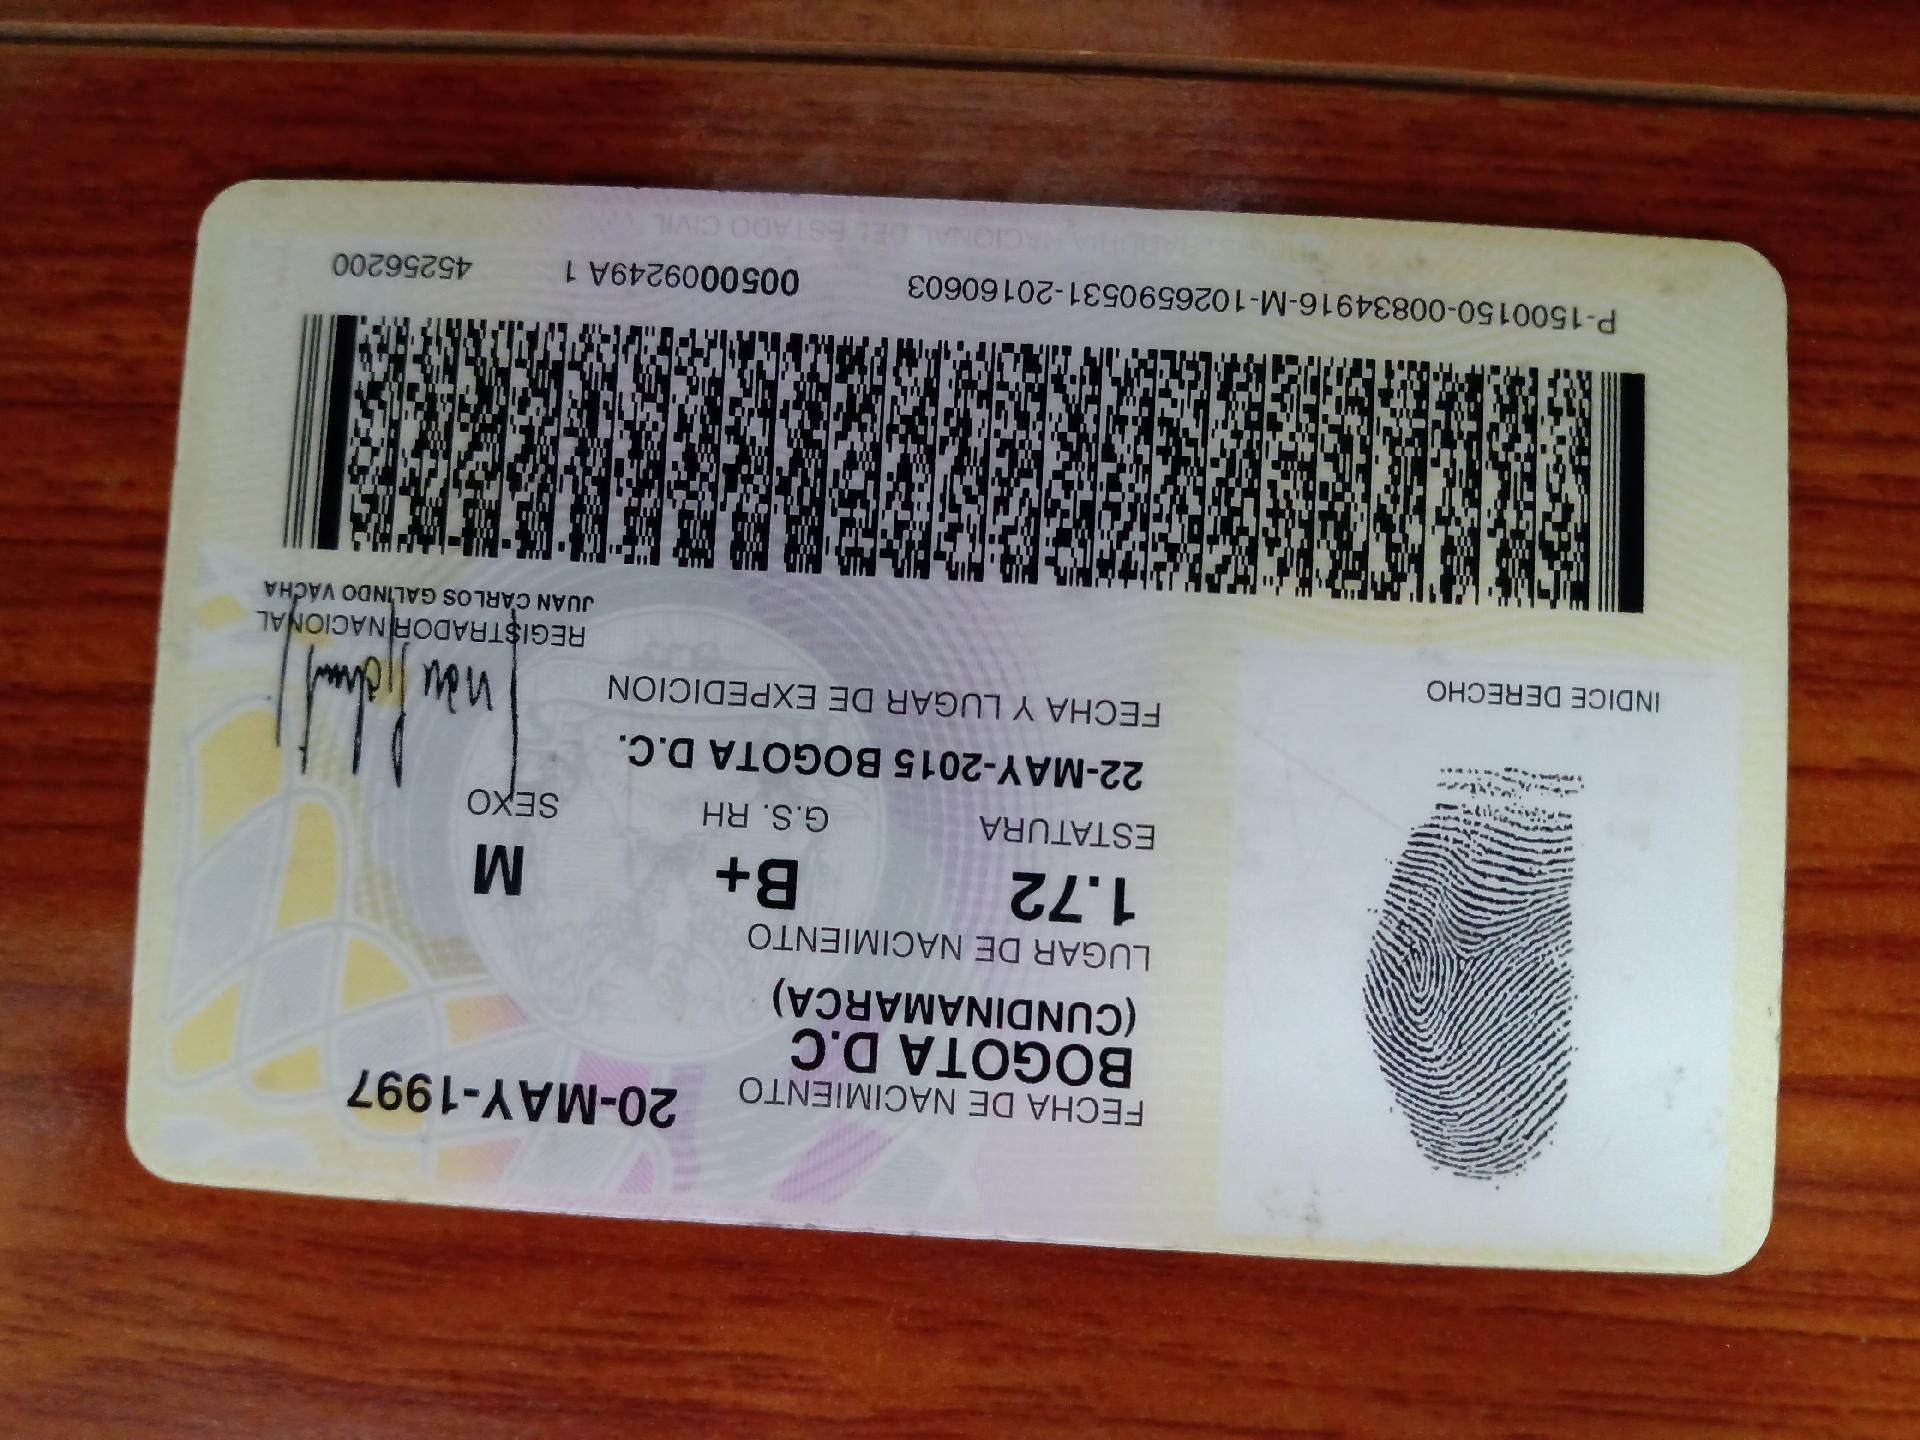 FECHA DE NACIMIENTO 20-MAY-1997
BOGOTA D.C
(CUNDINAMARCA)
LUGAR DE NACIMIENTO
1.72 B+ M
ESTATURA G.S. RH SEXO
22-MAY-2015 BOGOTA D.C.
FECHA Y LUGAR DE EXPEDICION
INDICE DERECHO
REGISTRADOR NACIONAL
JUAN CARLOS GALINDO VACHA
P-1500150-00834916-M-1026590531-20160603 0050009249A 1 45256200
REGISTRADURIA NACIONAL DEL ESTADO CIVIL